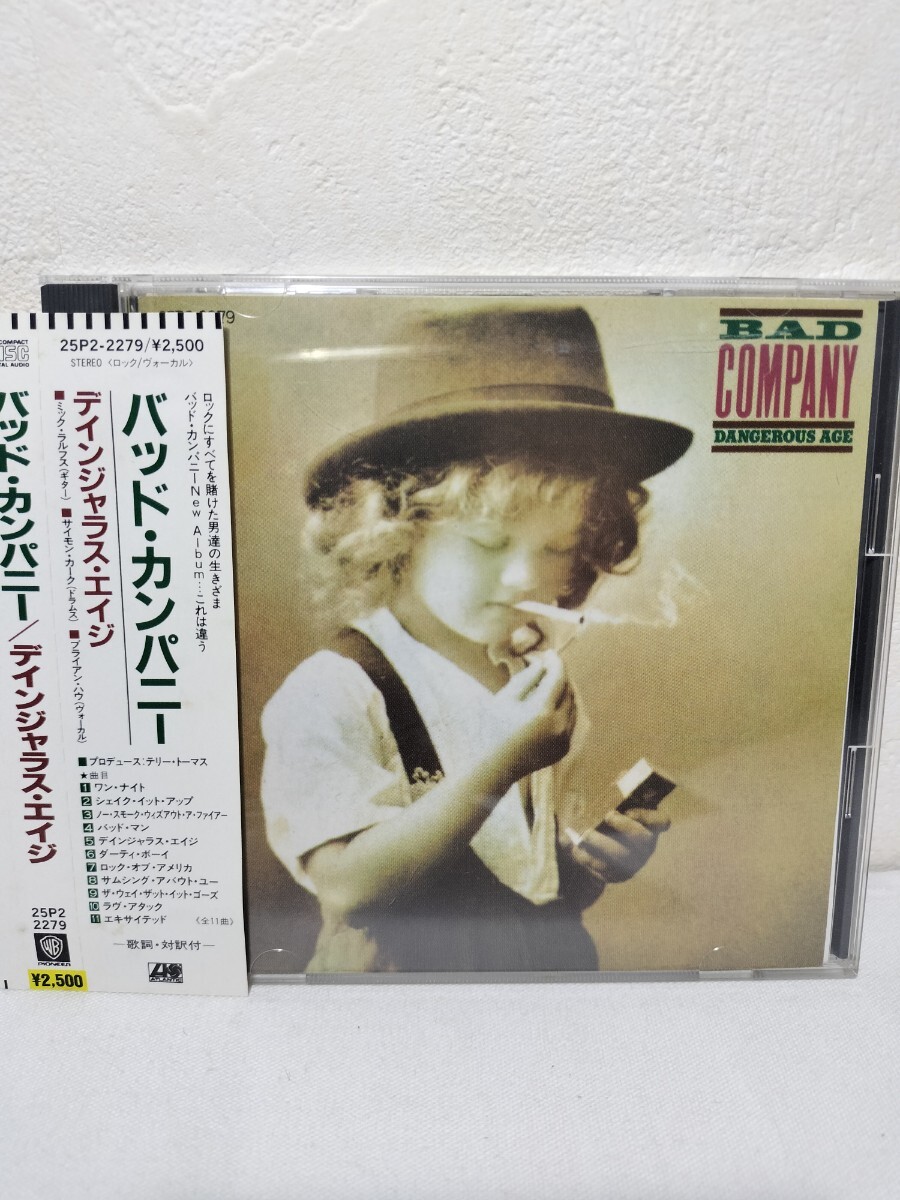 COMPACT
DISC
DIGITAL AUDIO
バッド・カンパニー/デインジャラス・エイジ
25P2
2279
WB
PIONEER
¥2,500
25P2-2279/¥2,500
STEREO〈ロック/ヴォーカル〉
ロックにすべてを賭けた男達の生きざま
バッド・カンパニーNew Album…これは違う
バッド・カンパニー
デインジャラス・エイジ
■ミック・ラルフス(ギター) ■サイモン・カーク(ドラムス) ■ブライアン・ハウ(ヴォーカル)
■プロデュース:テリー・トーマス
★曲目
1 ワン・ナイト
2 シェイク・イット・アップ
3 ノー・スモーク・ウィズアウト・ア・ファイアー
4 バッド・マン
5 デインジャラス・エイジ
6 ダーティ・ボーイ
7 ロック・オブ・アメリカ
8 サムシング・アバウト・ユー
9 ザ・ウェイ・ザット・イット・ゴーズ
10 ラヴ・アタック
11 エキサイテッド 《全11曲》
—歌詞・対訳付—
ATLANTIC
79
BAD
COMPANY
DANGEROUS AGE